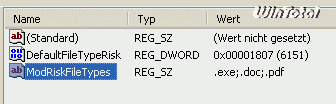 WinTotal
Name Typ Wert
(Standard) REG_SZ (Wert nicht gesetzt)
DefaultFileTypeRisk REG_DWORD 0x00001807 (6151)
ModRiskFileTypes REG_SZ .exe;.doc;.pdf